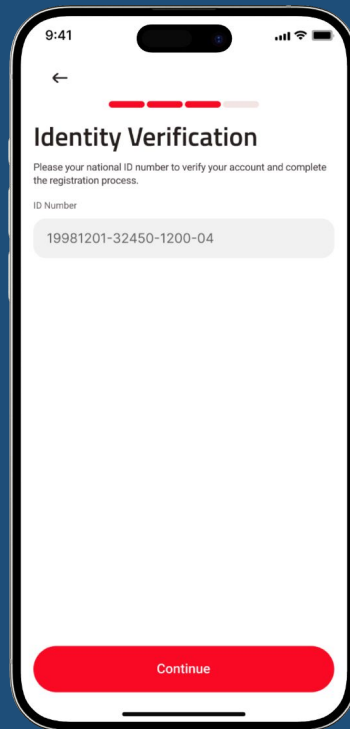 9:41
Identity Verification
Please your national ID number to verify your account and complete
the registration process.
ID Number
19981201-32450-1200-04
Continue